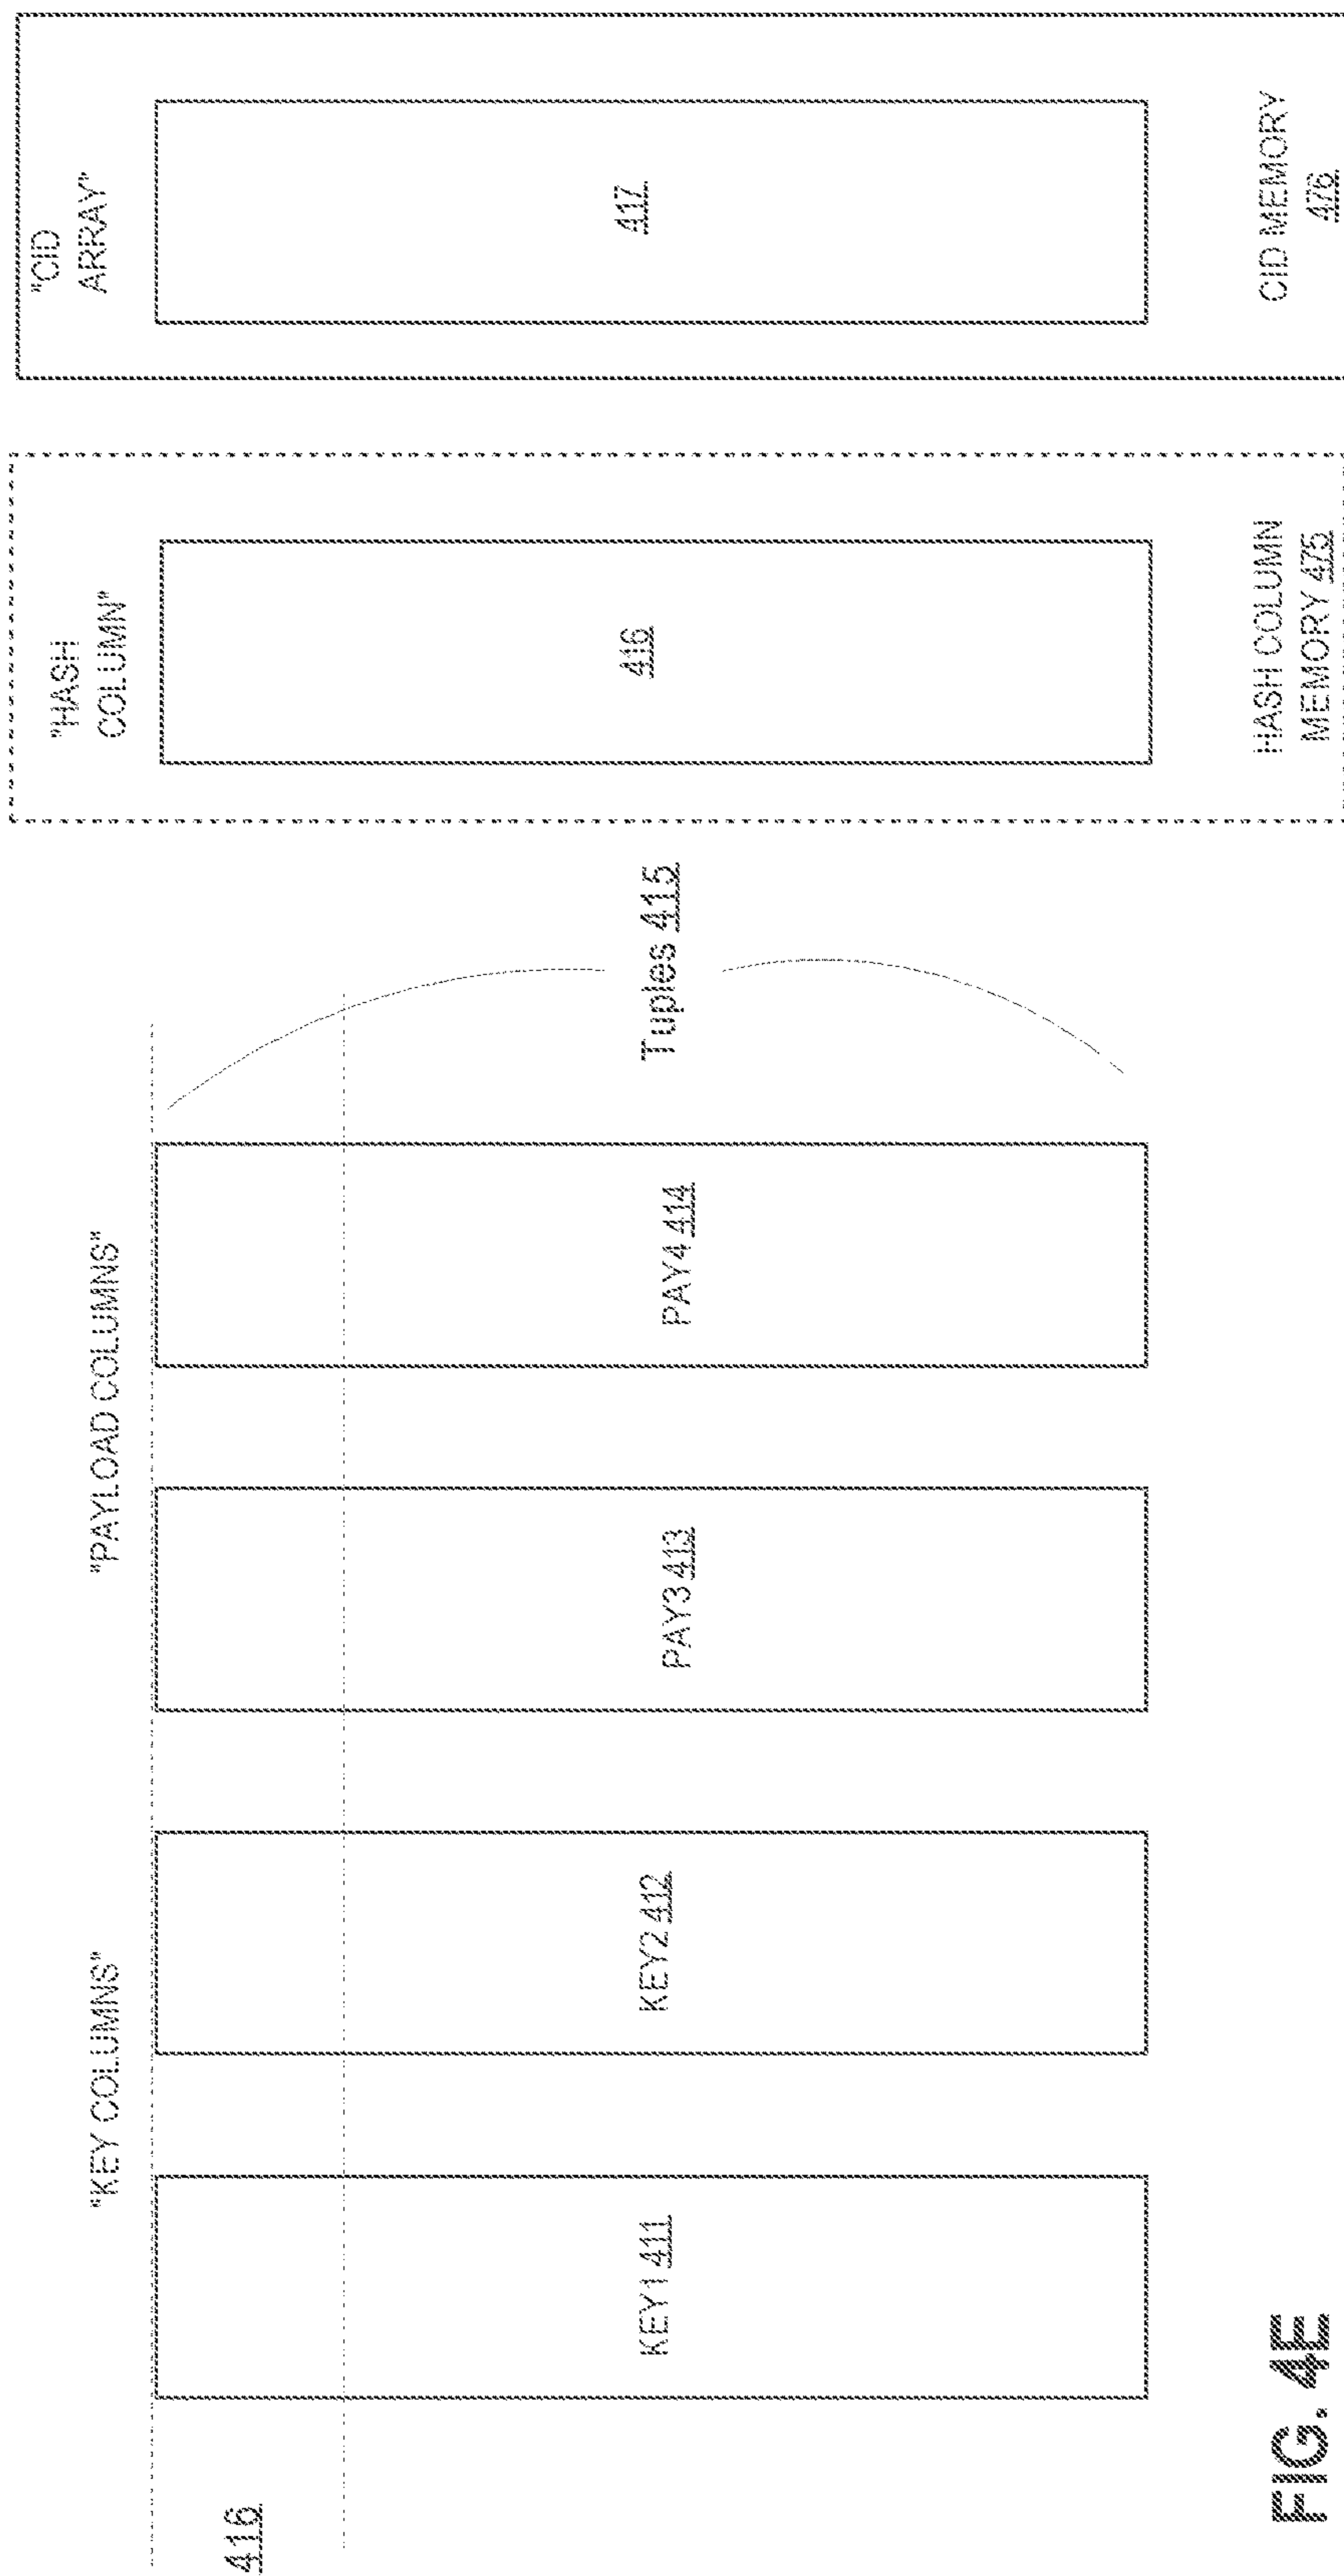 "KEY COLUMNS"
"PAYLOAD COLUMNS"
"HASH
COLUMN"
"CID
ARRAY"
416
KEY1 411
KEY2 412
PAY3 413
PAY4 414
Tuples 415
416
417
HASH COLUMN
MEMORY 475
CID MEMORY
476
FIG. 4E